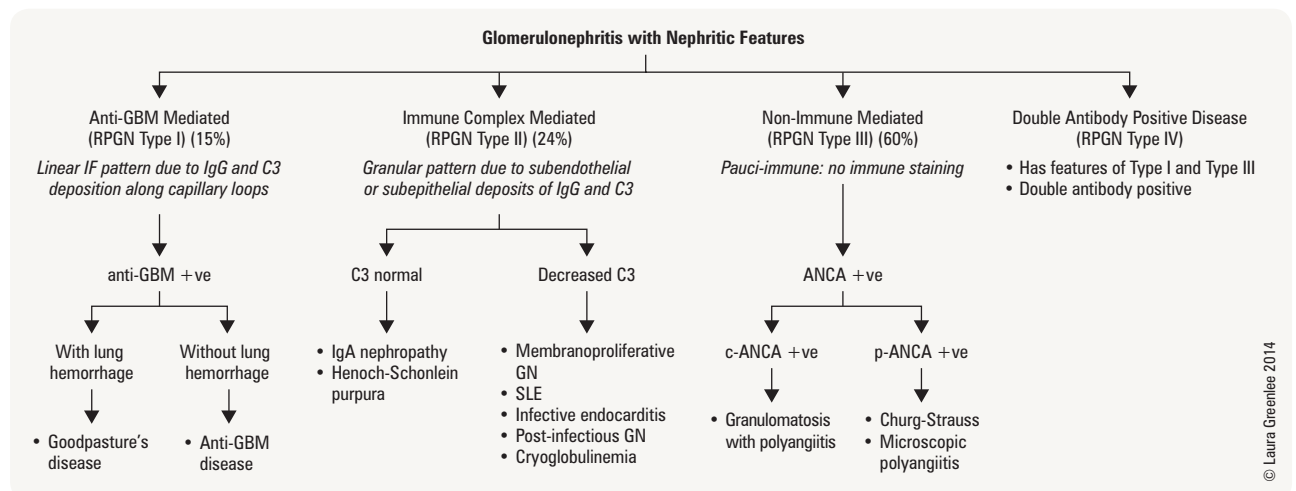 Glomerulonephritis with Nephritic Features
Anti-GBM Mediated
(RPGN Type I) (15%)
Linear IF pattern due to IgG and C3
deposition along capillary loops
anti-GBM +ve
With lung
hemorrhage
• Goodpasture's
disease
Without lung
hemorrhage
• Anti-GBM
disease
Immune Complex Mediated
(RPGN Type II) (24%)
Granular pattern due to subendothelial
or subepithelial deposits of IgG and C3
C3 normal
• IgA nephropathy
• Henoch-Schonlein
purpura
Decreased C3
• Membranoproliferative
GN
• SLE
• Infective endocarditis
• Post-infectious GN
• Cryoglobulinemia
Non-Immune Mediated
(RPGN Type III) (60%)
Pauci-immune: no immune staining
ANCA +ve
c-ANCA +ve
• Granulomatosis
with polyangiitis
p-ANCA +ve
• Churg-Strauss
• Microscopic
polyangiitis
Double Antibody Positive Disease
(RPGN Type IV)
• Has features of Type I and Type III
• Double antibody positive
© Laura Greenlee 2014